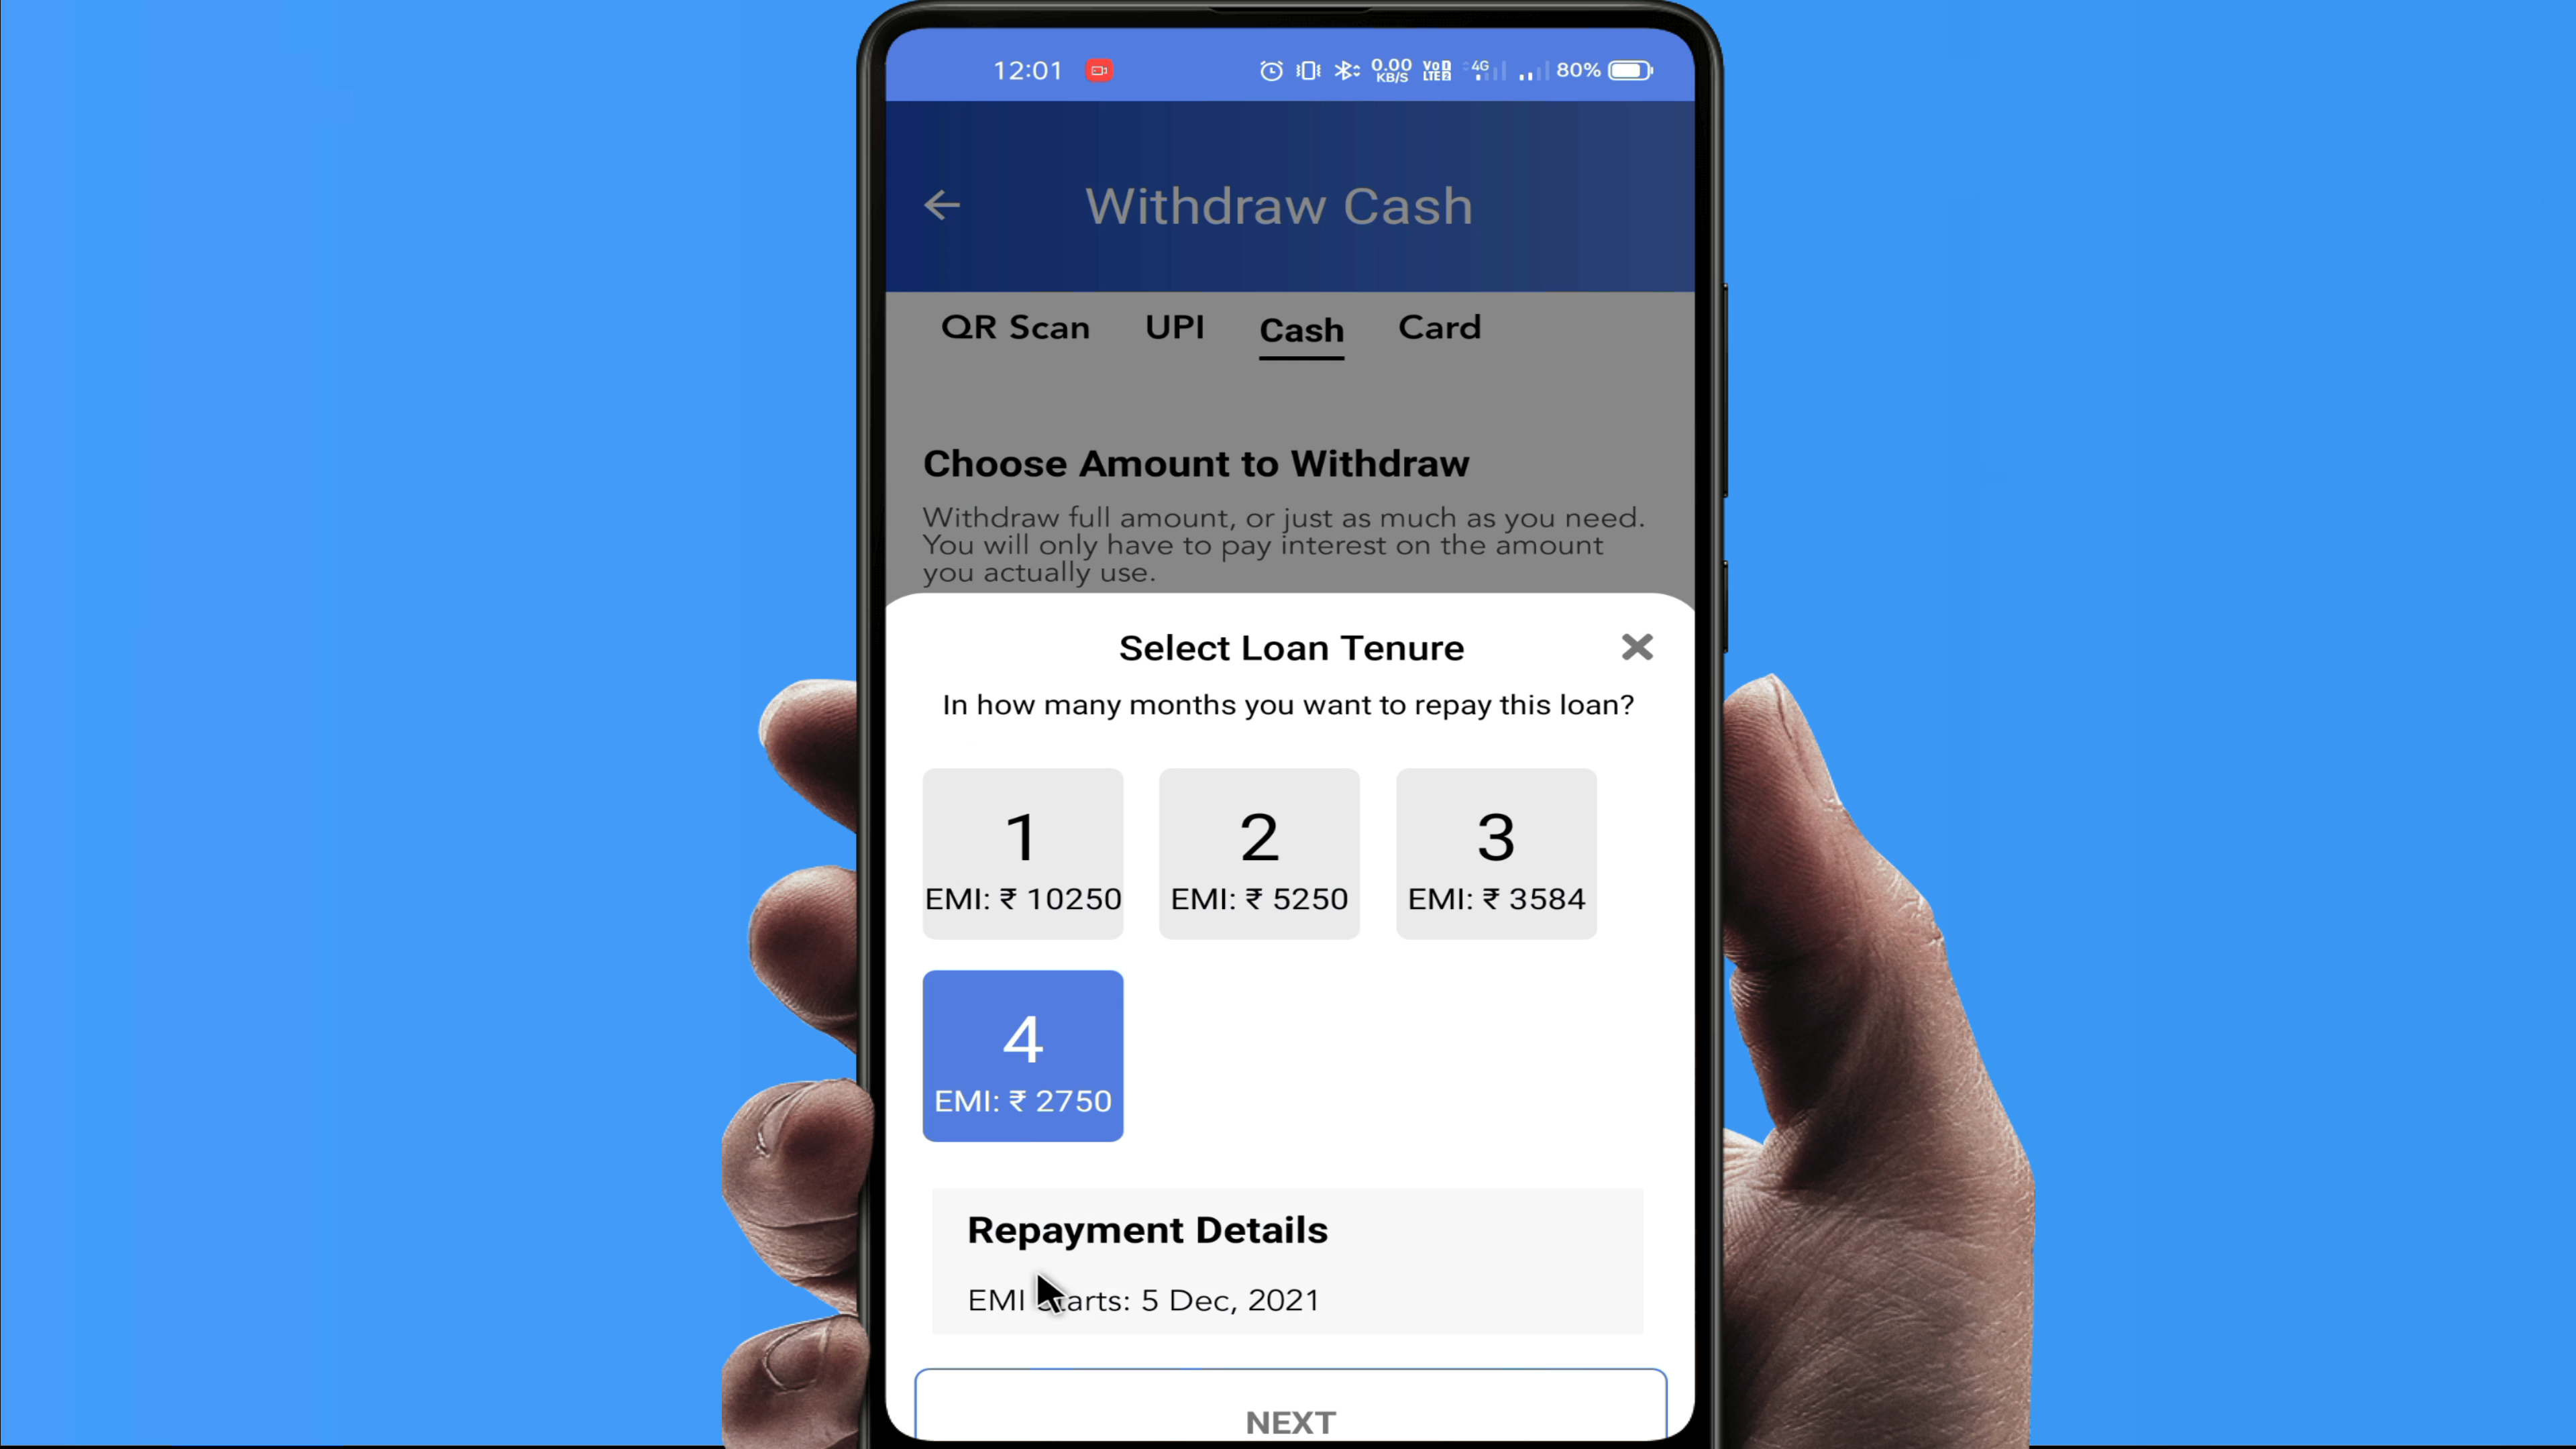 12:01 0.00 KB/S VoD LTE2 4G 80%
Withdraw Cash
QR Scan UPI Cash Card
Choose Amount to Withdraw
Withdraw full amount, or just as much as you need.
You will only have to pay interest on the amount
you actually use.
Select Loan Tenure
In how many months you want to repay this loan?
1 2 3
EMI: ₹ 10250 EMI: ₹ 5250 EMI: ₹ 3584
4
EMI: ₹ 2750
Repayment Details
EMI arts: 5 Dec, 2021
NEXT